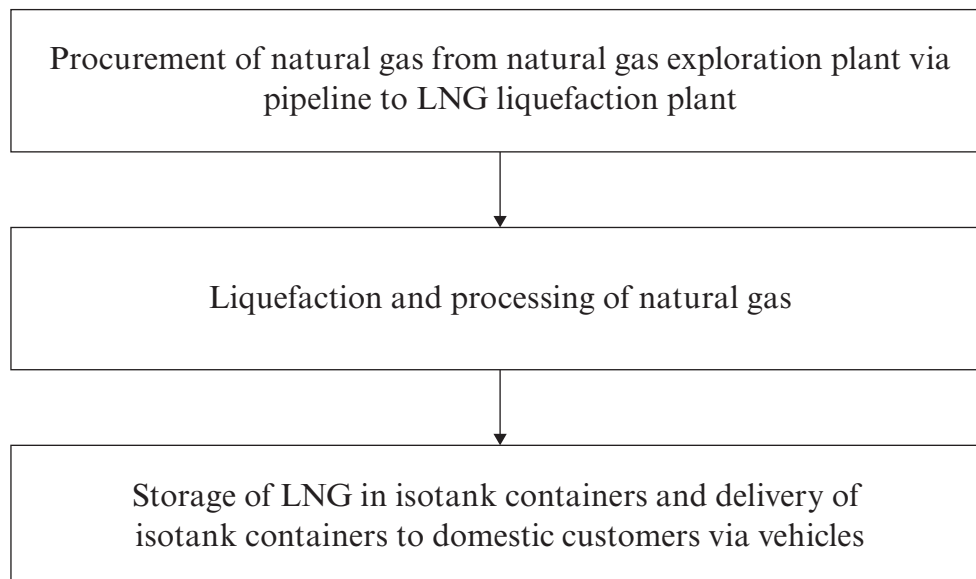 Procurement of natural gas from natural gas exploration plant via
pipeline to LNG liquefaction plant
Liquefaction and processing of natural gas
Storage of LNG in isotank containers and delivery of
isotank containers to domestic customers via vehicles